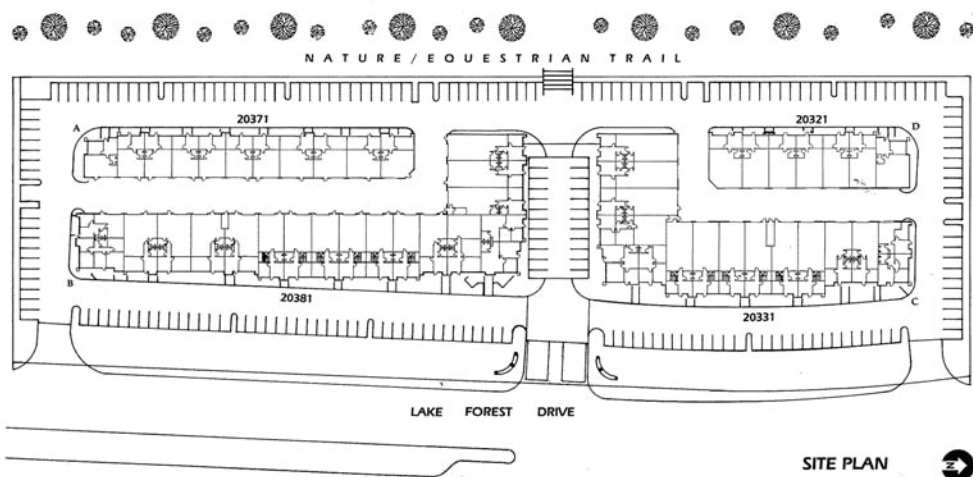 NATURE/EQUESTRIAN TRAIL
A
20371
20321
D
B
20381
20331
C
LAKE FOREST DRIVE
SITE PLAN
N